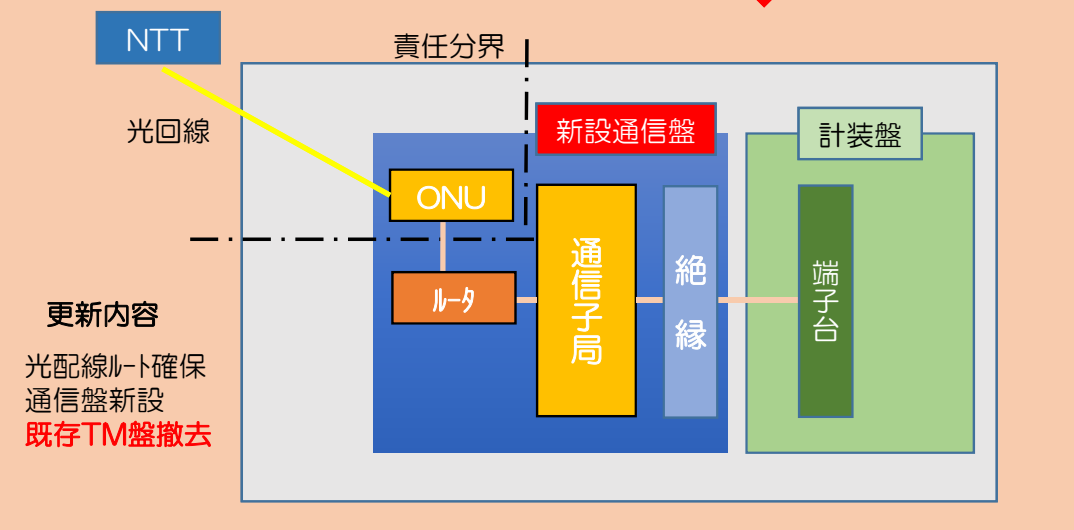 NTT
責任分界
光回線
新設通信盤
計装盤
ONU
通信子局
絶縁
端子台
ﾙｰﾀ
更新内容
光配線ﾙｰﾄ確保
通信盤新設
既存TM盤撤去